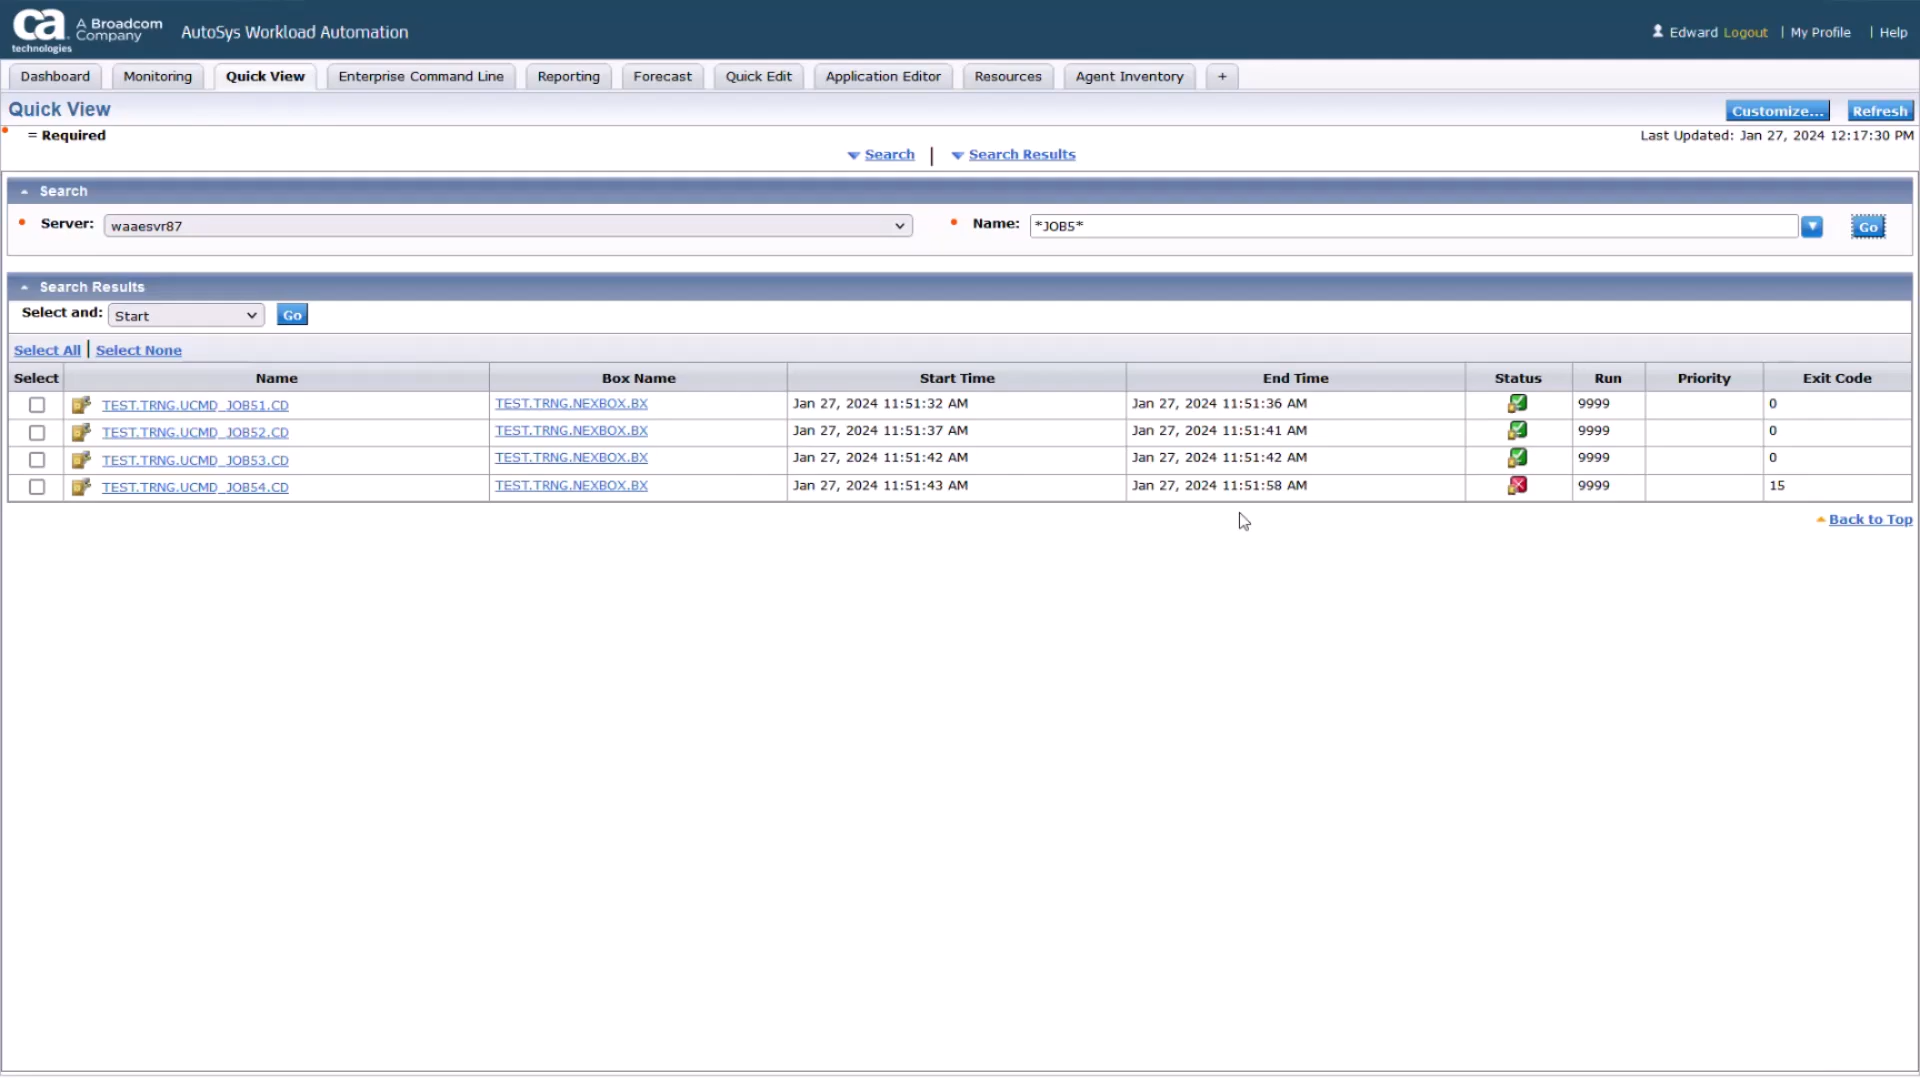 ca technologies A Broadcom Company AutoSys Workload Automation Edward Logout | My Profile | Help
Dashboard Monitoring Quick View Enterprise Command Line Reporting Forecast Quick Edit Application Editor Resources Agent Inventory +
Quick View Customize... Refresh
= Required Last Updated: Jan 27, 2024 12:17:30 PM
Search | Search Results
Search
Server: waaesvr87 Name: *JOB5* Go
Search Results
Select and: Start Go
Select All | Select None
Select Name Box Name Start Time End Time Status Run Priority Exit Code
TEST.TRNG.UCMD_JOB51.CD TEST.TRNG.NEXBOX.BX Jan 27, 2024 11:51:32 AM Jan 27, 2024 11:51:36 AM 9999 0
TEST.TRNG.UCMD_JOB52.CD TEST.TRNG.NEXBOX.BX Jan 27, 2024 11:51:37 AM Jan 27, 2024 11:51:41 AM 9999 0
TEST.TRNG.UCMD_JOB53.CD TEST.TRNG.NEXBOX.BX Jan 27, 2024 11:51:42 AM Jan 27, 2024 11:51:42 AM 9999 0
TEST.TRNG.UCMD_JOB54.CD TEST.TRNG.NEXBOX.BX Jan 27, 2024 11:51:43 AM Jan 27, 2024 11:51:58 AM 9999 15
Back to Top